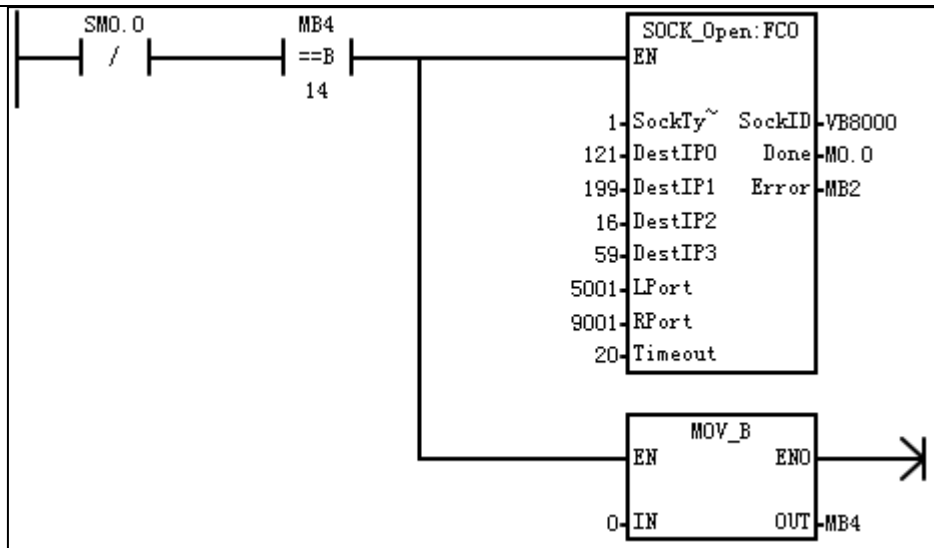 SM0.0 MB4 SOCK_Open:FC0
/ ==B EN
14
1 SockTy~ SockID VB8000
121 DestIP0 Done M0.0
199 DestIP1 Error MB2
16 DestIP2
59 DestIP3
5001 LPort
9001 RPort
20 Timeout
MOV_B
EN ENO
0 IN OUT MB4